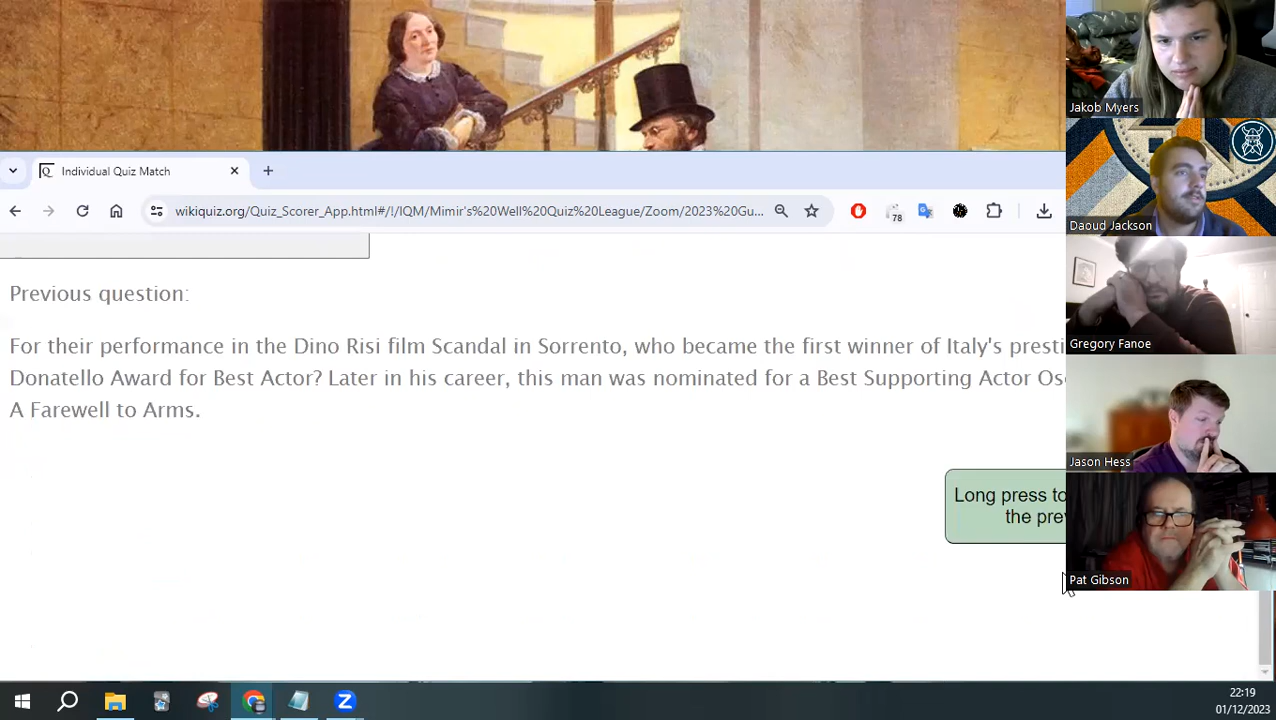 Jakob Myers
Individual Quiz Match
wikiquiz.org/Quiz_Scorer_App.html#/!/IQM/Mimir's%20Well%20Quiz%20League/Zoom/2023%20Gu...
78
Daoud Jackson
Previous question:
For their performance in the Dino Risi film Scandal in Sorrento, who became the first winner of Italy's presti
Gregory Fanoe
Donatello Award for Best Actor? Later in his career, this man was nominated for a Best Supporting Actor Os
A Farewell to Arms.
Jason Hess
Long press to
the pre
Pat Gibson
22:19
01/12/2023